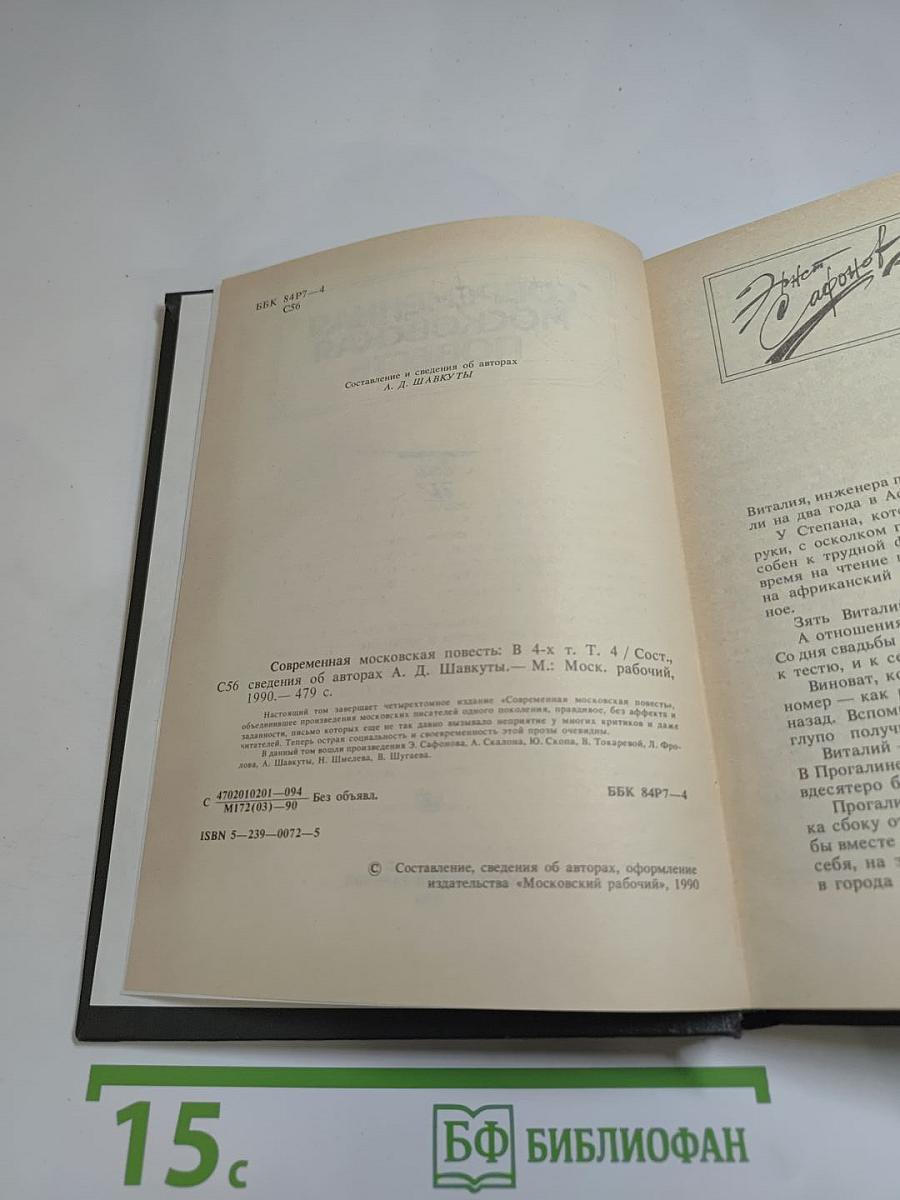 ББК 84Р7—4
С56
Составление и сведения об авторах
А. Д. ШАВКУТЫ
Современная московская повесть: В 4-х т. Т. 4 / Сост.,
С56 сведения об авторах А. Д. Шавкуты.— М.: Моск. рабочий,
1990.— 479 с.
Настоящий том завершает четырехтомное издание «Современная московская повесть»,
объединившее произведения московских писателей одного поколения, правдивое, без аффекта и
заданности, письмо которых еще не так давно вызывало неприятие у многих критиков и даже
читателей. Теперь острая социальность и своевременность этой прозы очевидны.
В данный том вошли произведения Э. Сафонова, А. Скалона, Ю. Скопа, В. Токаревой, Л. Фро-
лова, А. Шавкуты, Н. Шмелева, В. Шугаева.
С 4702010201—094
М172(03)—90 Без объявл.
ББК 84Р7—4
ISBN 5—239—0072—5
© Составление, сведения об авторах, оформление
издательства «Московский рабочий», 1990
Эрнст
Сафонов
Виталия, инженера
ли на два года в
У Степана,
руки, с осколком
собен к трудной
время на чтение
на африканский
ное.
Зять
А отношения
Со дня свадьбы
к тестю, и к
Виноват,
номер — как
назад.
глупо
Виталий
В
вдесятеро
ка сбоку
бы вместе
себя, на
в города
15с
БФ БИБЛИОФАН